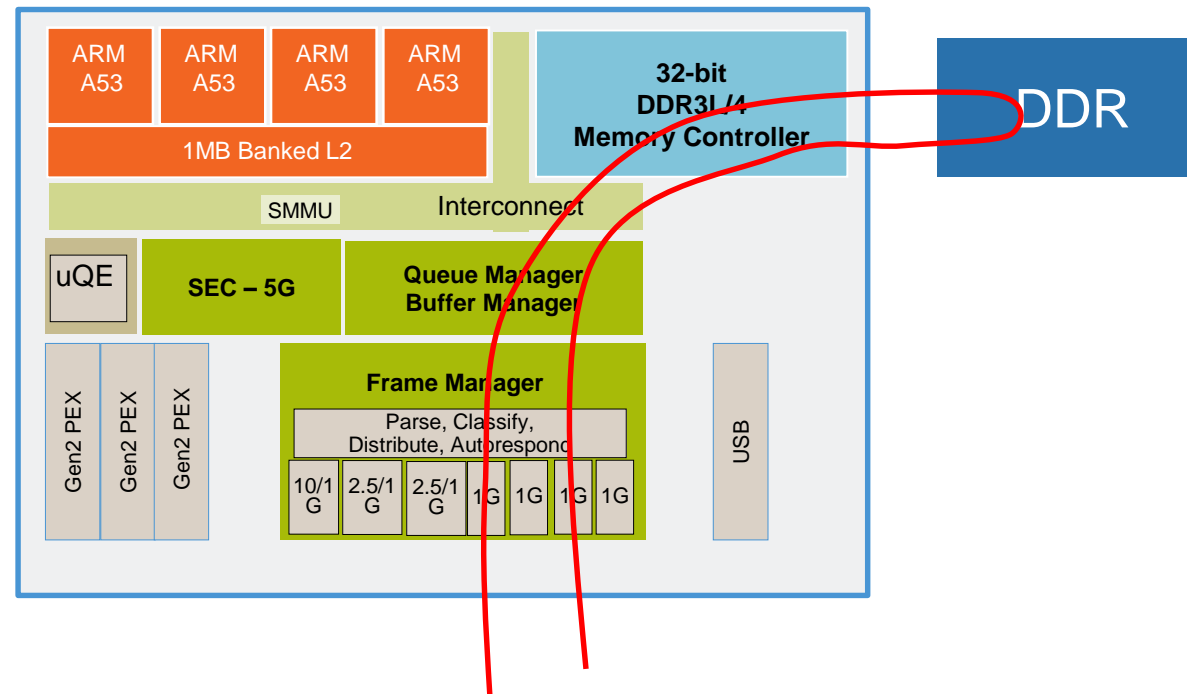 ARM
A53
ARM
A53
ARM
A53
ARM
A53
1MB Banked L2
32-bit
DDR3L/4
Memory Controller
DDR
SMMU
Interconnect
uQE
SEC – 5G
Queue Manager
Buffer Manager
Gen2 PEX
Gen2 PEX
Gen2 PEX
Frame Manager
Parse, Classify,
Distribute, Autorespond
10/1
G
2.5/1
G
2.5/1
G
1G
1G
1G
1G
USB